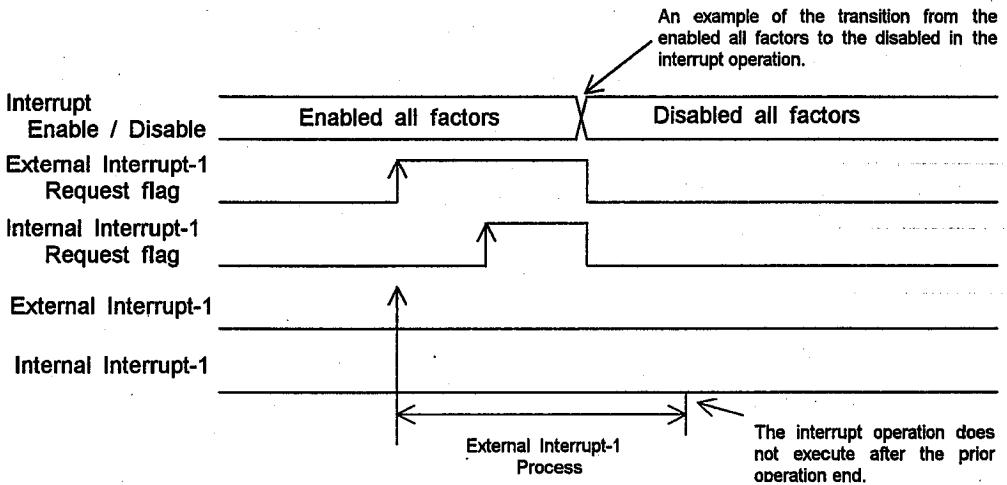 An example of the transition from the
enabled all factors to the disabled in the
interrupt operation.
Interrupt
Enable / Disable
Enabled all factors
Disabled all factors
External Interrupt-1
Request flag
Internal Interrupt-1
Request flag
External Interrupt-1
Internal Interrupt-1
External Interrupt-1
Process
The interrupt operation does
not execute after the prior
operation end.